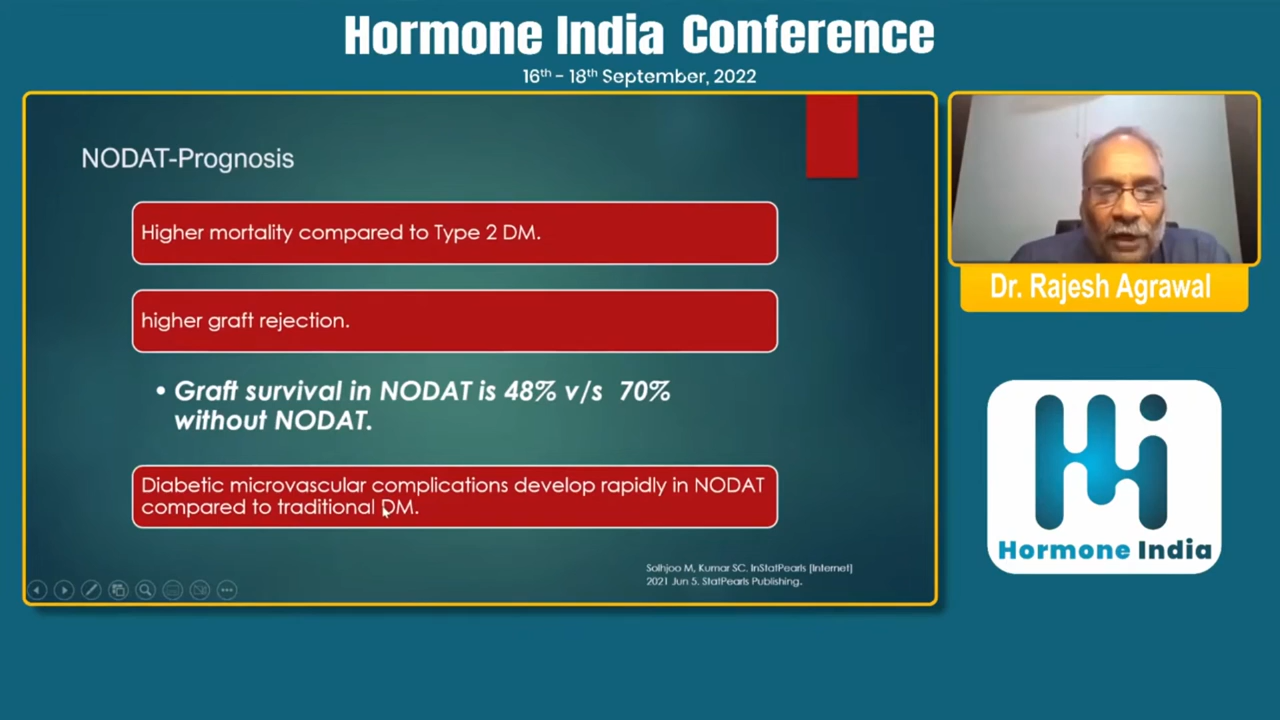 Hormone India Conference
16th - 18th September, 2022
NODAT-Prognosis
Higher mortality compared to Type 2 DM.
higher graft rejection.
• Graft survival in NODAT is 48% v/s 70%
without NODAT.
Diabetic microvascular complications develop rapidly in NODAT
compared to traditional DM.
Solhjoo M, Kumar SC. InStatPearls [Internet]
2021 Jun 5. StatPearls Publishing.
Dr. Rajesh Agrawal
Hi
Hormone India